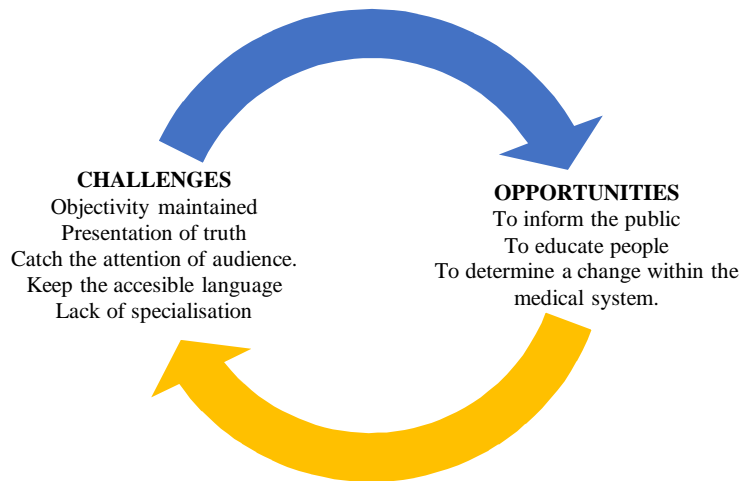 CHALLENGES
Objectivity maintained
Presentation of truth
Catch the attention of audience.
Keep the accesible language
Lack of specialisation
OPPORTUNITIES
To inform the public
To educate people
To determine a change within the
medical system.